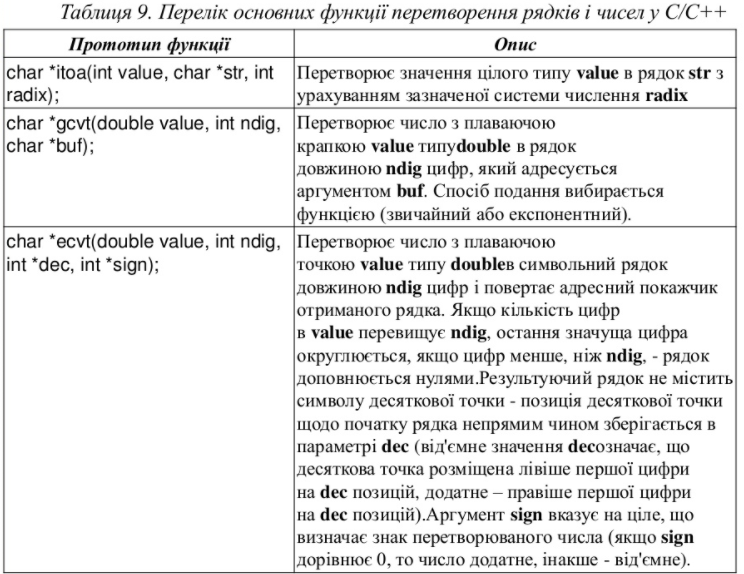 Таблиця 9. Перелік основних функції перетворення рядків і чисел у C/C++
Прототип функції
Опис
char *itoa(int value, char *str, int
radix);
Перетворює значення цілого типу value в рядок str з
урахуванням зазначеної системи числення radix
char *gcvt(double value, int ndig,
char *buf);
Перетворює число з плаваючою
крапкою value типуdouble в рядок
довжиною ndig цифр, який адресується
аргументом buf. Спосіб подання вибирається
функцією (звичайний або експонентний).
char *ecvt(double value, int ndig,
int *dec, int *sign);
Перетворює число з плаваючою
точкою value типу doubleв символьний рядок
довжиною ndig цифр і повертає адресний покажчик
отриманого рядка. Якщо кількість цифр
в value перевищує ndig, остання значуща цифра
округлюється, якщо цифр менше, ніж ndig, - рядок
доповнюється нулями.Результуючий рядок не містить
символу десяткової точки - позиція десяткової точки
щодо початку рядка непрямим чином зберігається в
параметрі dec (від'ємне значення decозначає, що
десяткова точка розміщена лівіше першої цифри
на dec позицій, додатне – правіше першої цифри
на dec позицій).Аргумент sign вказує на ціле, що
визначає знак перетворюваного числа (якщо sign
дорівнює 0, то число додатне, інакше - від'ємне).